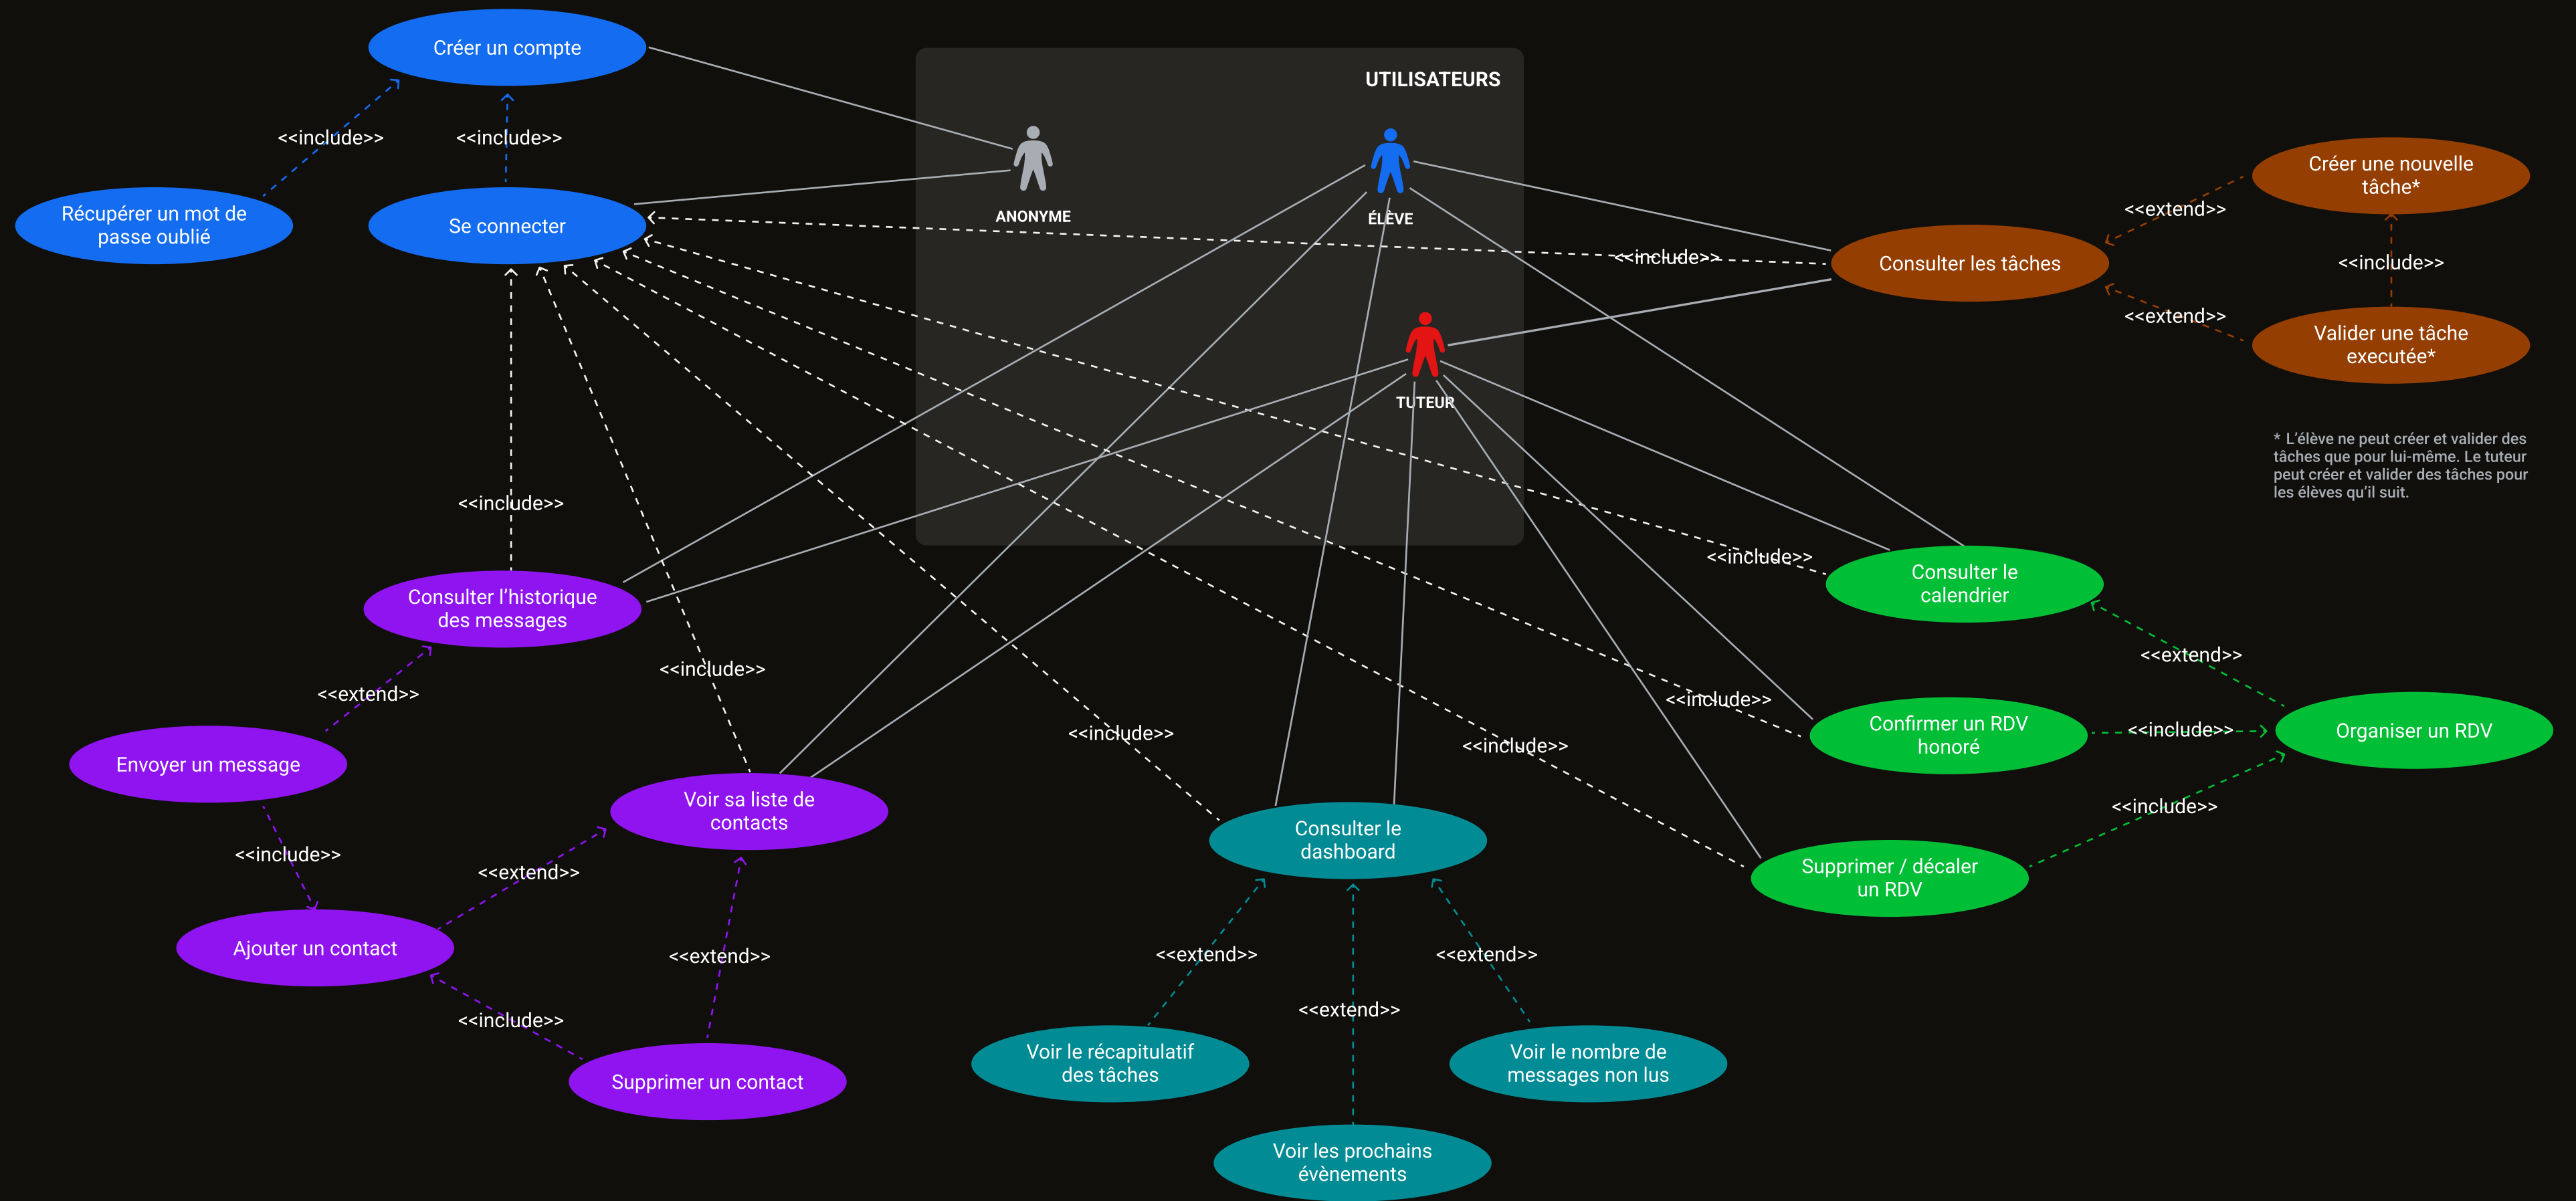 Créer un compte
UTILISATEURS
<<include>>
<<include>>
Récupérer un mot de
passe oublié
Se connecter
ANONYME
ÉLÈVE
<<include>>
Consulter les tâches
Créer une nouvelle
tâche*
<<extend>>
<<include>>
<<extend>>
Valider une tâche
executée*
TUTEUR
* L’élève ne peut créer et valider des
tâches que pour lui-même. Le tuteur
peut créer et valider des tâches pour
les élèves qu’il suit.
<<include>>
<<include>>
Consulter l’historique
des messages
Consulter le
calendrier
<<include>>
<<extend>>
<<extend>>
<<include>>
<<include>>
<<include>>
Confirmer un RDV
honoré
<<include>>
Organiser un RDV
Envoyer un message
Voir sa liste de
contacts
<<include>>
<<include>>
<<extend>>
Consulter le
dashboard
Supprimer / décaler
un RDV
Ajouter un contact
<<extend>>
<<extend>>
<<extend>>
<<include>>
<<extend>>
Supprimer un contact
Voir le récapitulatif
des tâches
Voir le nombre de
messages non lus
Voir les prochains
évènements